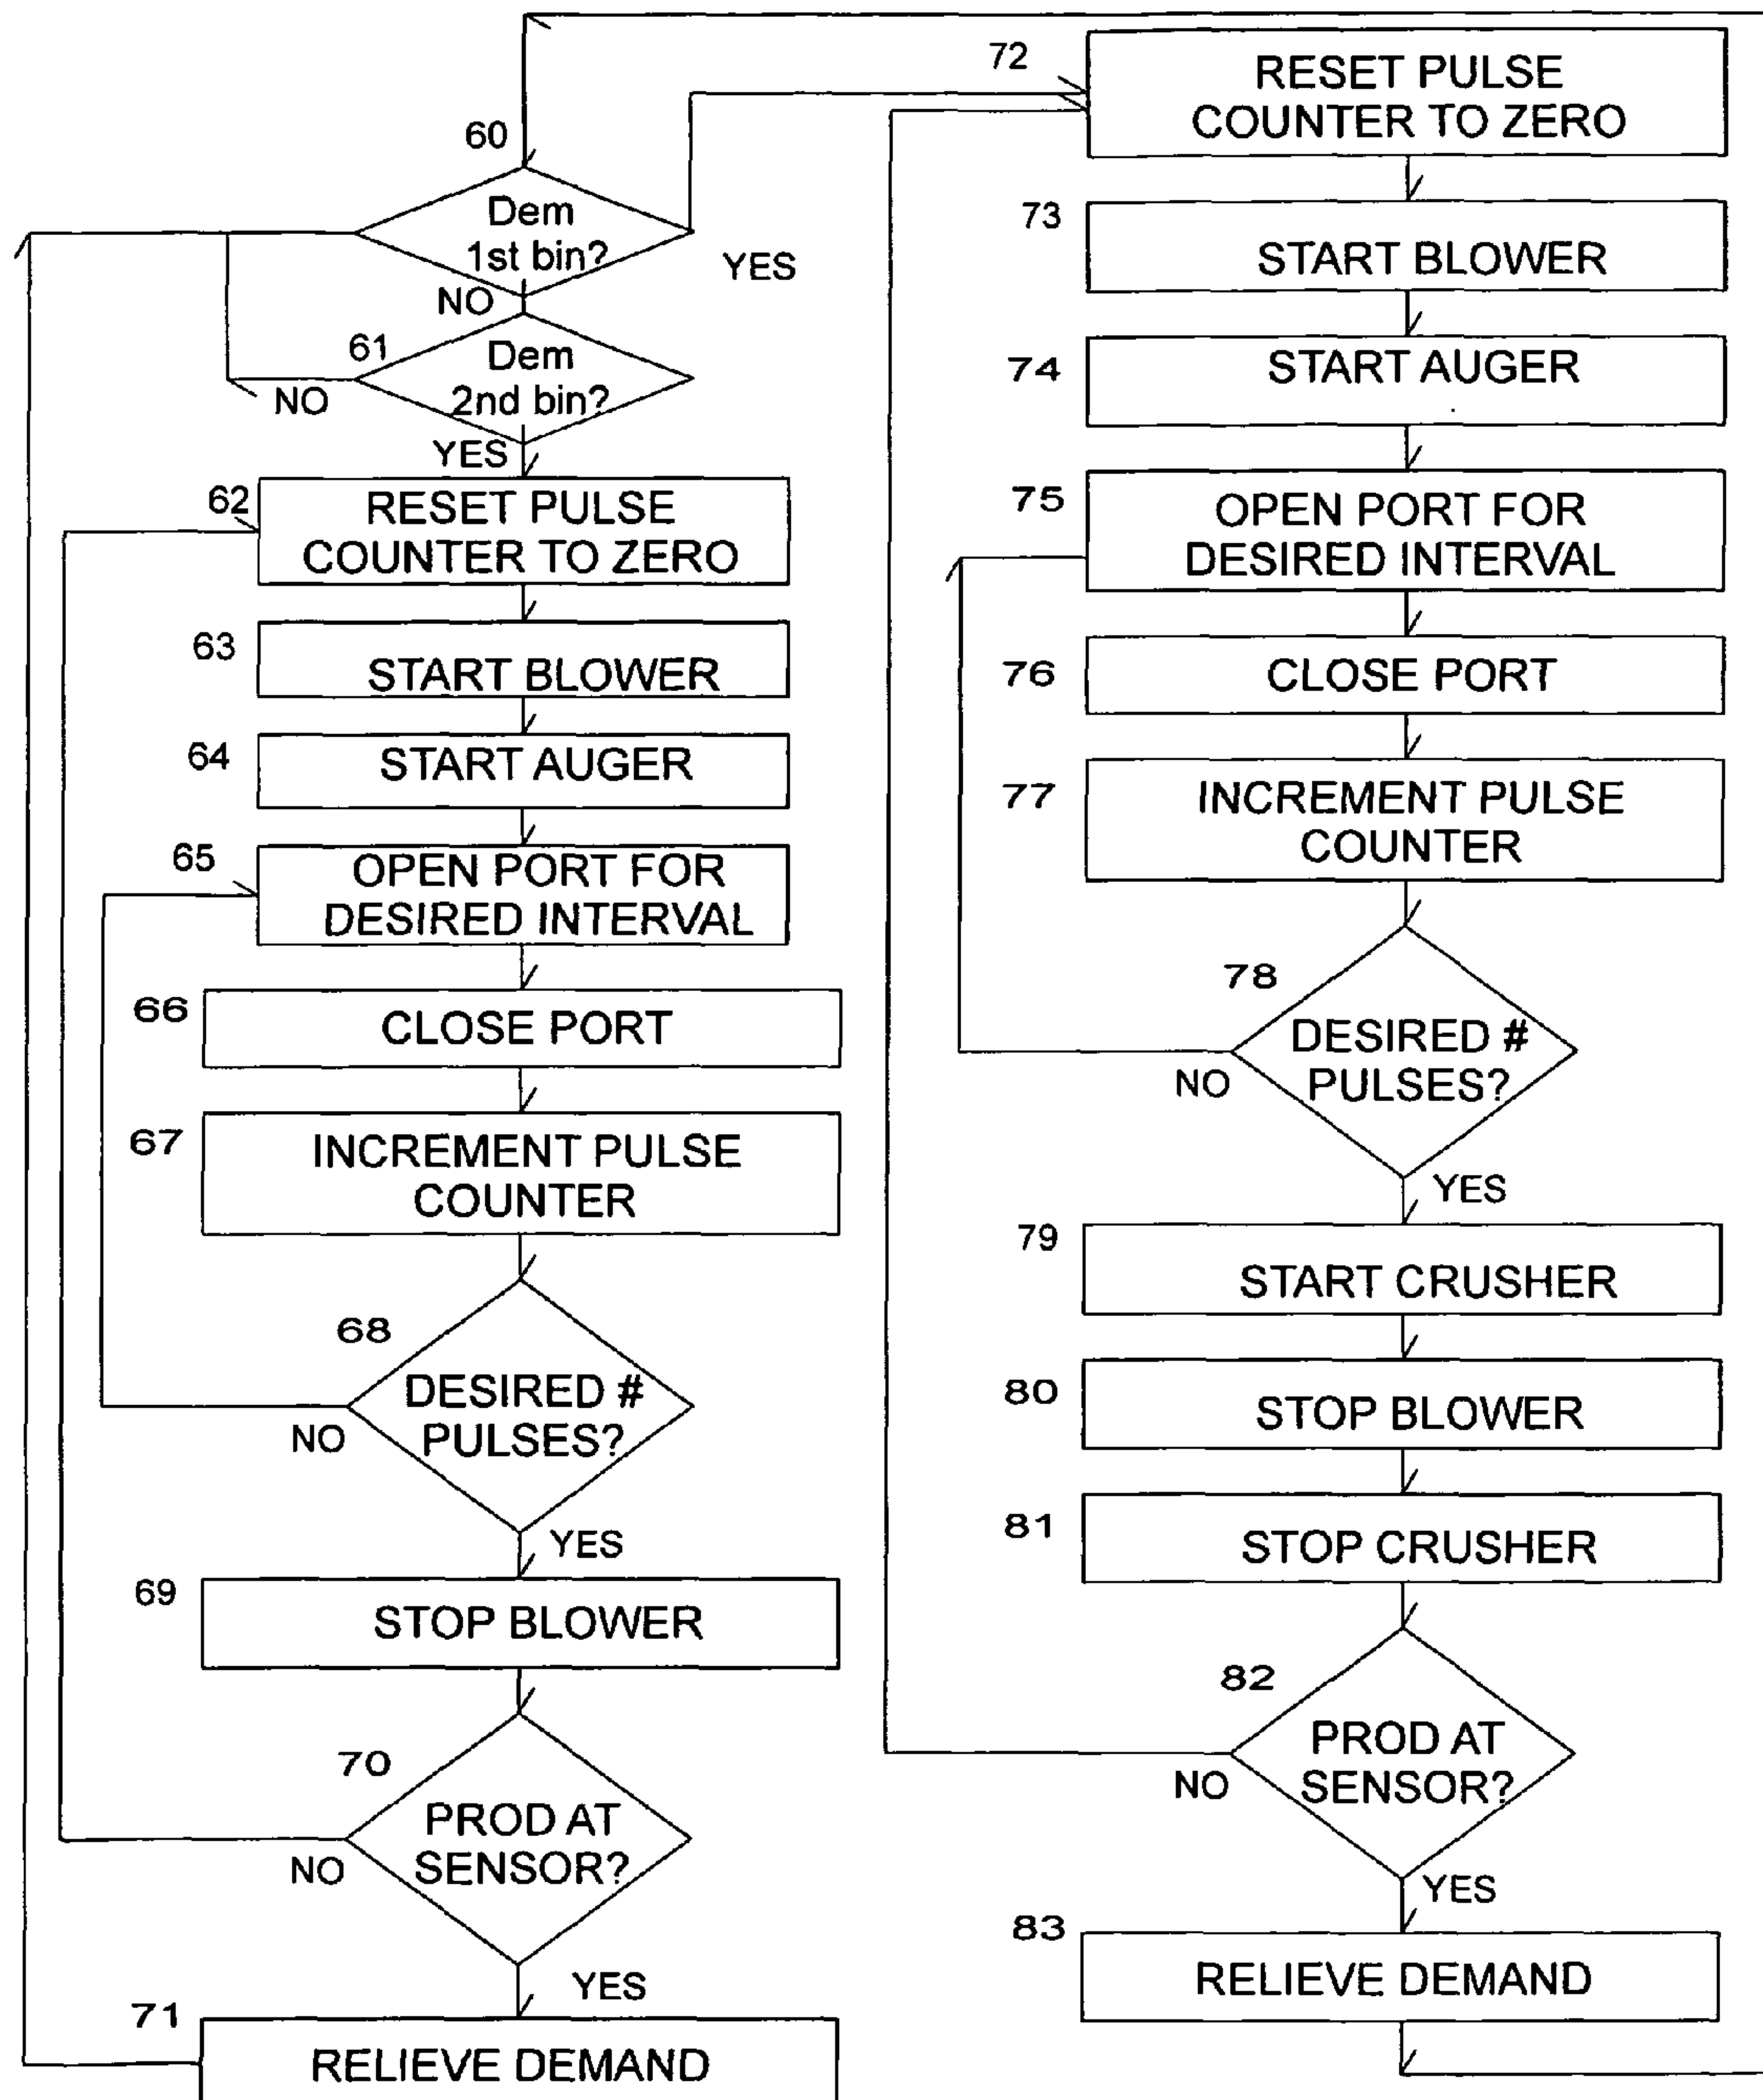 60
Dem
1st bin?
YES
NO
61
Dem
2nd bin?
NO
YES
62
RESET PULSE
COUNTER TO ZERO
63
START BLOWER
64
START AUGER
65
OPEN PORT FOR
DESIRED INTERVAL
66
CLOSE PORT
67
INCREMENT PULSE
COUNTER
68
DESIRED #
PULSES?
NO
YES
69
STOP BLOWER
70
PROD AT
SENSOR?
NO
YES
71
RELIEVE DEMAND
72
RESET PULSE
COUNTER TO ZERO
73
START BLOWER
74
START AUGER
75
OPEN PORT FOR
DESIRED INTERVAL
76
CLOSE PORT
77
INCREMENT PULSE
COUNTER
78
DESIRED #
PULSES?
NO
YES
79
START CRUSHER
80
STOP BLOWER
81
STOP CRUSHER
82
PROD AT
SENSOR?
NO
YES
83
RELIEVE DEMAND